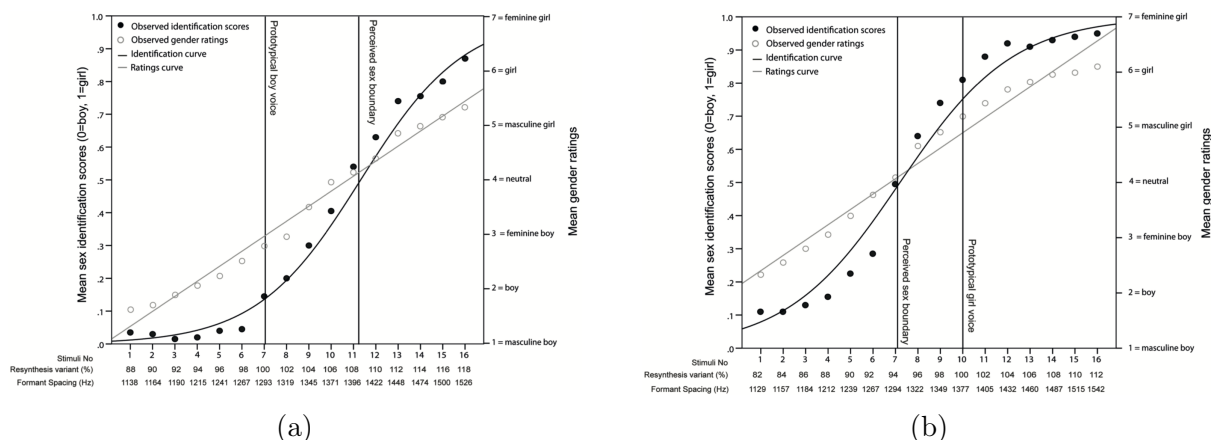 Mean sex identification scores (0=boy, 1=girl)
1.0
.9
.8
.7
.6
.5
.4
.3
.2
.1
.0
Observed identification scores
Observed gender ratings
Identification curve
Ratings curve
Prototypical boy voice
Perceived sex boundary
7 = feminine girl
6 = girl
5 = masculine girl
4 = neutral
3 = feminine boy
2 = boy
1 = masculine boy
Mean gender ratings
Stimuli No 1 2 3 4 5 6 7 8 9 10 11 12 13 14 15 16
Resynthesis variant (%) 88 90 92 94 96 98 100 102 104 106 108 110 112 114 116 118
Formant Spacing (Hz) 1138 1164 1190 1215 1241 1267 1293 1319 1345 1371 1396 1422 1448 1474 1500 1526
(a)
Mean sex identification scores (0=boy, 1=girl)
1.0
.9
.8
.7
.6
.5
.4
.3
.2
.1
.0
Observed identification scores
Observed gender ratings
Identification curve
Ratings curve
Perceived sex boundary
Prototypical girl voice
7 = feminine girl
6 = girl
5 = masculine girl
4 = neutral
3 = feminine boy
2 = boy
1 = masculine boy
Mean gender ratings
Stimuli No 1 2 3 4 5 6 7 8 9 10 11 12 13 14 15 16
Resynthesis variant (%) 82 84 86 88 90 92 94 96 98 100 102 104 106 108 110 112
Formant Spacing (Hz) 1129 1157 1184 1212 1239 1267 1294 1322 1349 1377 1405 1432 1460 1487 1515 1542
(b)